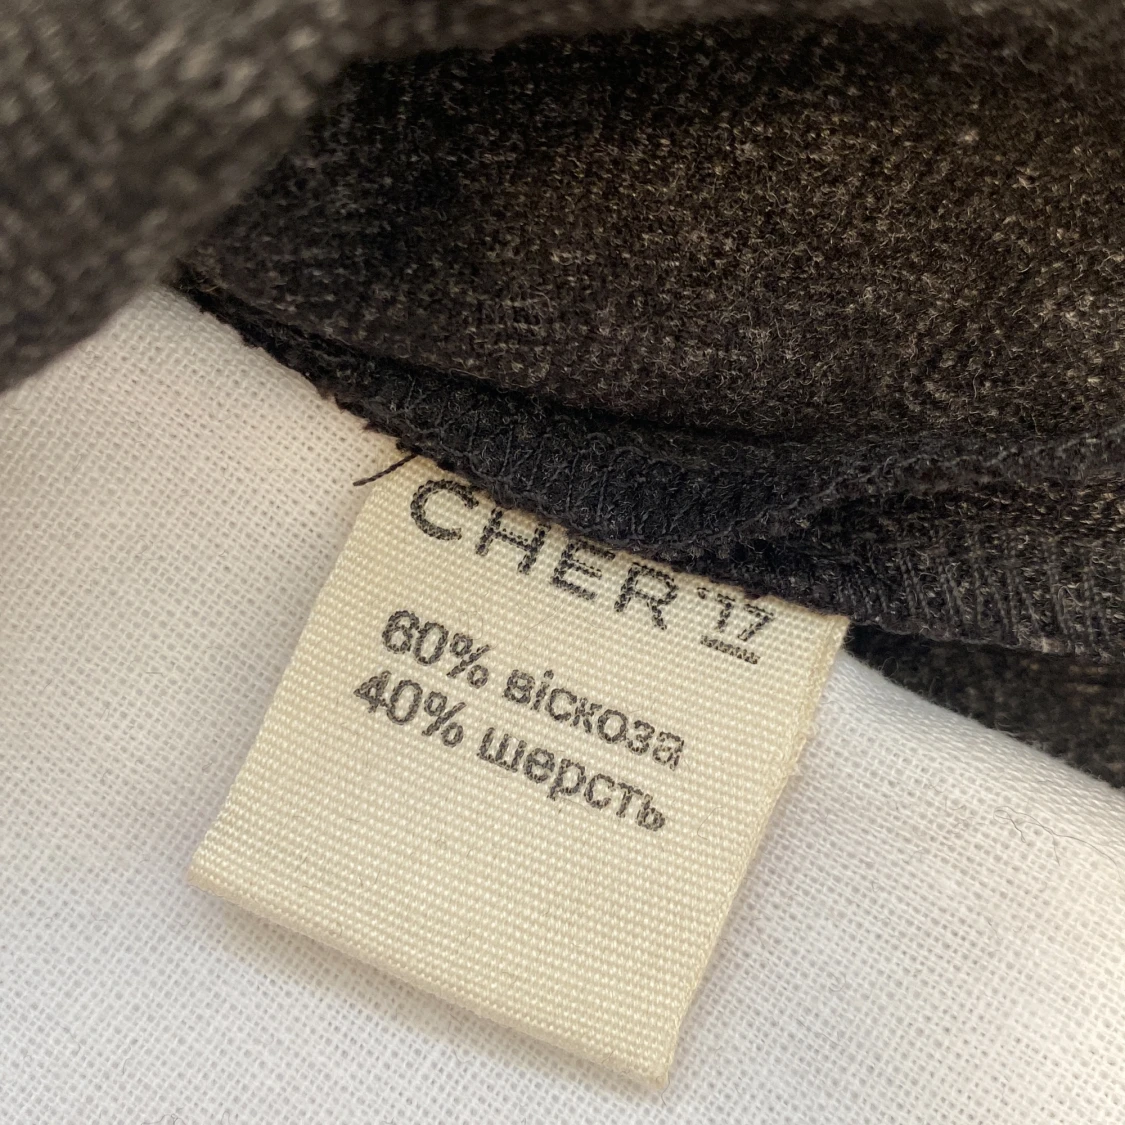 CHER '17
60% віскоза
40% шерсть